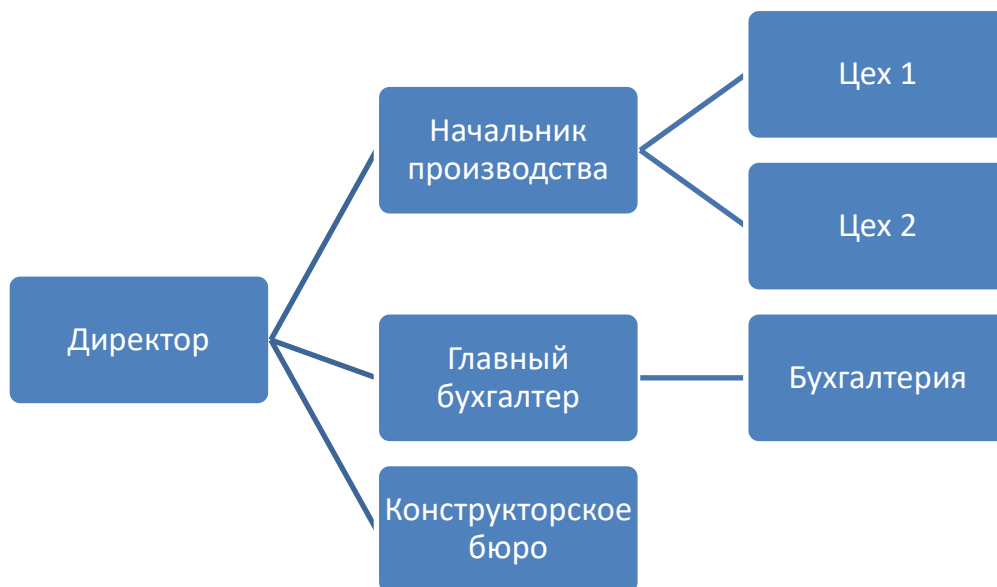 Директор
Начальник
производства
Цех 1
Цех 2
Главный
бухгалтер
Бухгалтерия
Конструкторское
бюро